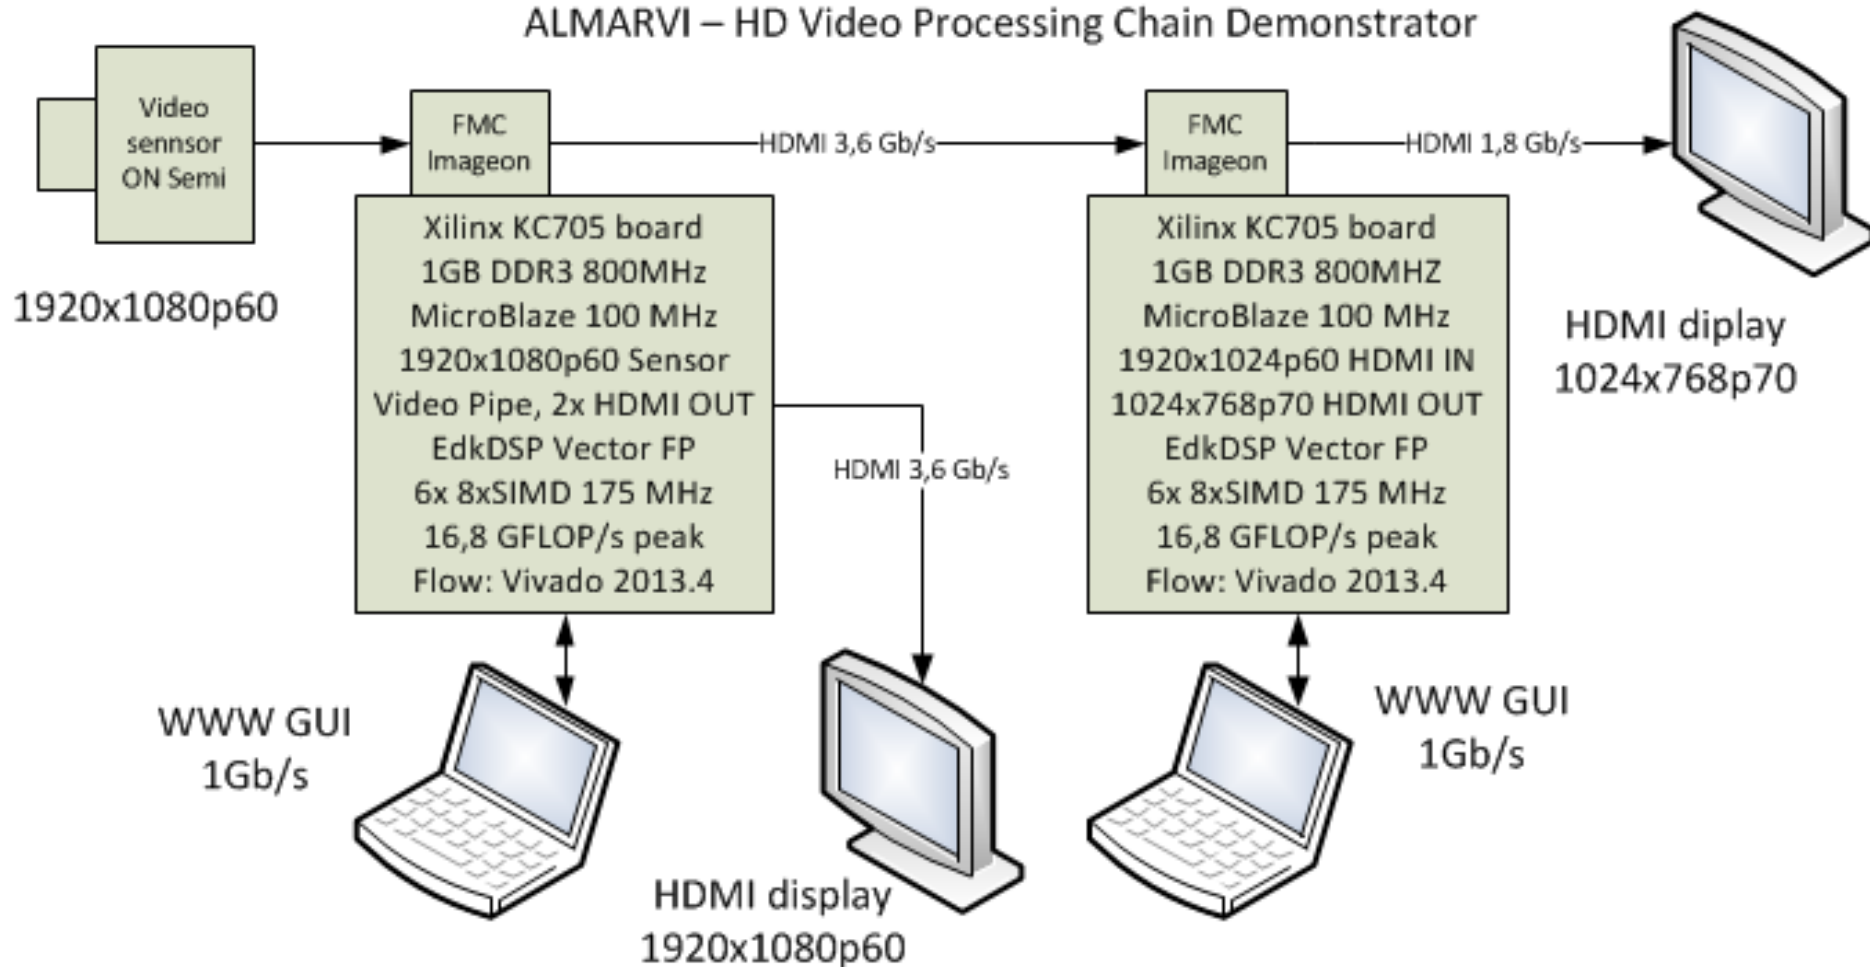 ALMARVI – HD Video Processing Chain Demonstrator
Video
sennsor
ON Semi
1920x1080p60
FMC
Imageon
HDMI 3,6 Gb/s
FMC
Imageon
HDMI 1,8 Gb/s
HDMI diplay
1024x768p70
Xilinx KC705 board
1GB DDR3 800MHz
MicroBlaze 100 MHz
1920x1080p60 Sensor
Video Pipe, 2x HDMI OUT
EdkDSP Vector FP
6x 8xSIMD 175 MHz
16,8 GFLOP/s peak
Flow: Vivado 2013.4
HDMI 3,6 Gb/s
Xilinx KC705 board
1GB DDR3 800MHZ
MicroBlaze 100 MHz
1920x1024p60 HDMI IN
1024x768p70 HDMI OUT
EdkDSP Vector FP
6x 8xSIMD 175 MHz
16,8 GFLOP/s peak
Flow: Vivado 2013.4
WWW GUI
1Gb/s
HDMI display
1920x1080p60
WWW GUI
1Gb/s